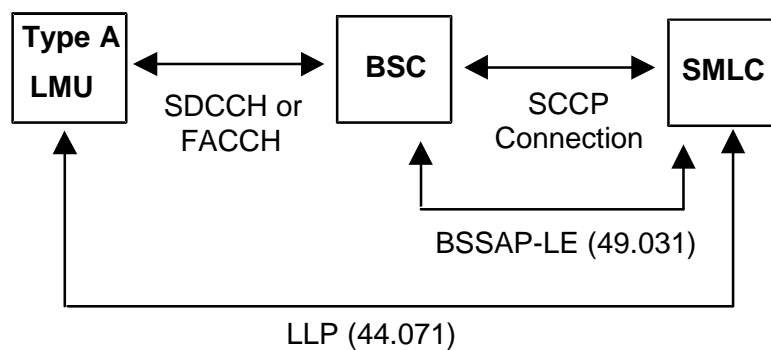 Type A
LMU
BSC
SMLC
SDCCH or
FACCH
SCCP
Connection
BSSAP-LE (49.031)
LLP (44.071)